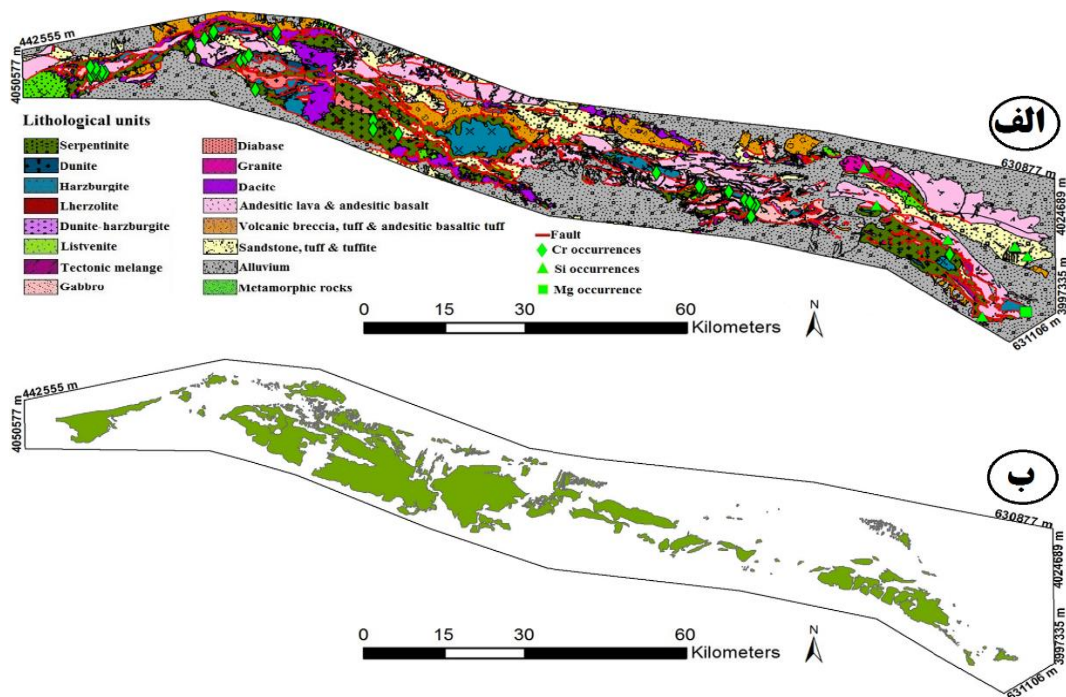 442555 m
4050577 m
الف
630877 m
4024689 m
3997335 m
631106 m
Lithological units
Serpentinite
Dunite
Harzburgite
Lherzolite
Dunite-harzburgite
Listvenite
Tectonic melange
Gabbro
Diabase
Granite
Dacite
Andesitic lava & andesitic basalt
Volcanic breccia, tuff & andesitic basaltic tuff
Sandstone, tuff & tuffite
Alluvium
Metamorphic rocks
Fault
Cr occurrences
Si occurrences
Mg occurrence
0 15 30 60
Kilometers
N
442555 m
4050577 m
ب
630877 m
4024689 m
3997335 m
631106 m
0 15 30 60
Kilometers
N